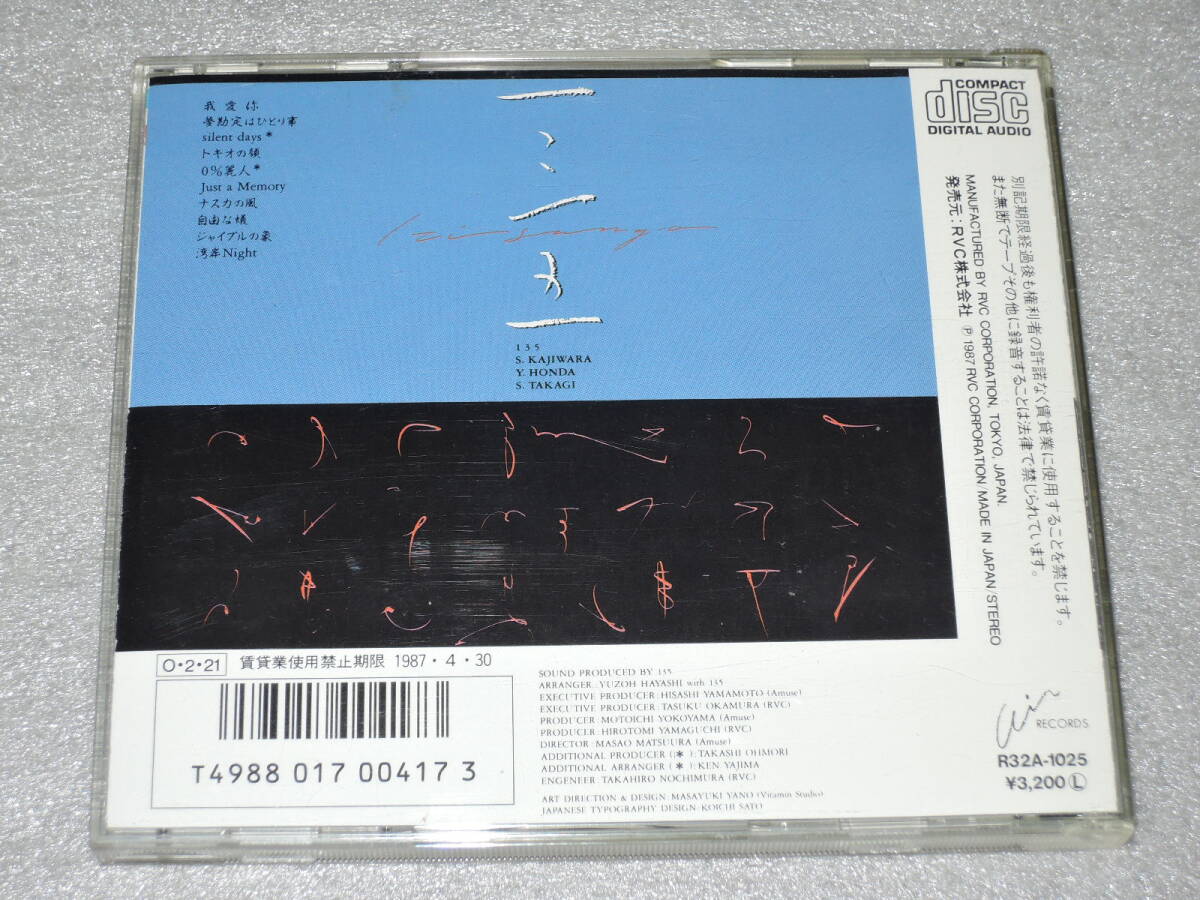 我愛你
夢勘定はひとり事
silent days *
トキオの頬
0%麗人 *
Just a Memory
ナスカの風
自由な蟻
ジャイプルの象
湾岸Night
一三五
135
S. KAJIWARA
Y. HONDA
S. TAKAGI
COMPACT
disc
DIGITAL AUDIO
別記期限経過後も権利者の許諾なく賃貸業に使用することを禁じます。
また無断でテープその他に録音することは法律で禁じられています。
MANUFACTURED BY RVC CORPORATION, TOKYO, JAPAN.
発売元:RVC株式会社 Ⓟ 1987 RVC CORPORATION/MADE IN JAPAN/STEREO
O・2・21 賃貸業使用禁止期限 1987・4・30
T4988 017 00417 3
SOUND PRODUCED BY 135
ARRANGER: YUZOH HAYASHI with 135
EXECUTIVE PRODUCER: HISASHI YAMAMOTO (Amuse)
EXECUTIVE PRODUCER: TASUKU OKAMURA (RVC)
PRODUCER: MOTOICHI YOKOYAMA (Amuse)
PRODUCER: HIROTOMI YAMAGUCHI (RVC)
DIRECTOR: MASAO MATSUURA (Amuse)
ADDITIONAL PRODUCER (*): TAKASHI OHMORI
ADDITIONAL ARRANGER (*): KEN YAJIMA
ENGENEER: TAKAHIRO NOCHIMURA (RVC)
ART DIRECTION & DESIGN: MASAYUKI YANO (Vitamin Studio)
JAPANESE TYPOGRAPHY DESIGN: KOICHI SATO
Air
RECORDS
R32A-1025
¥3,200 Ⓛ